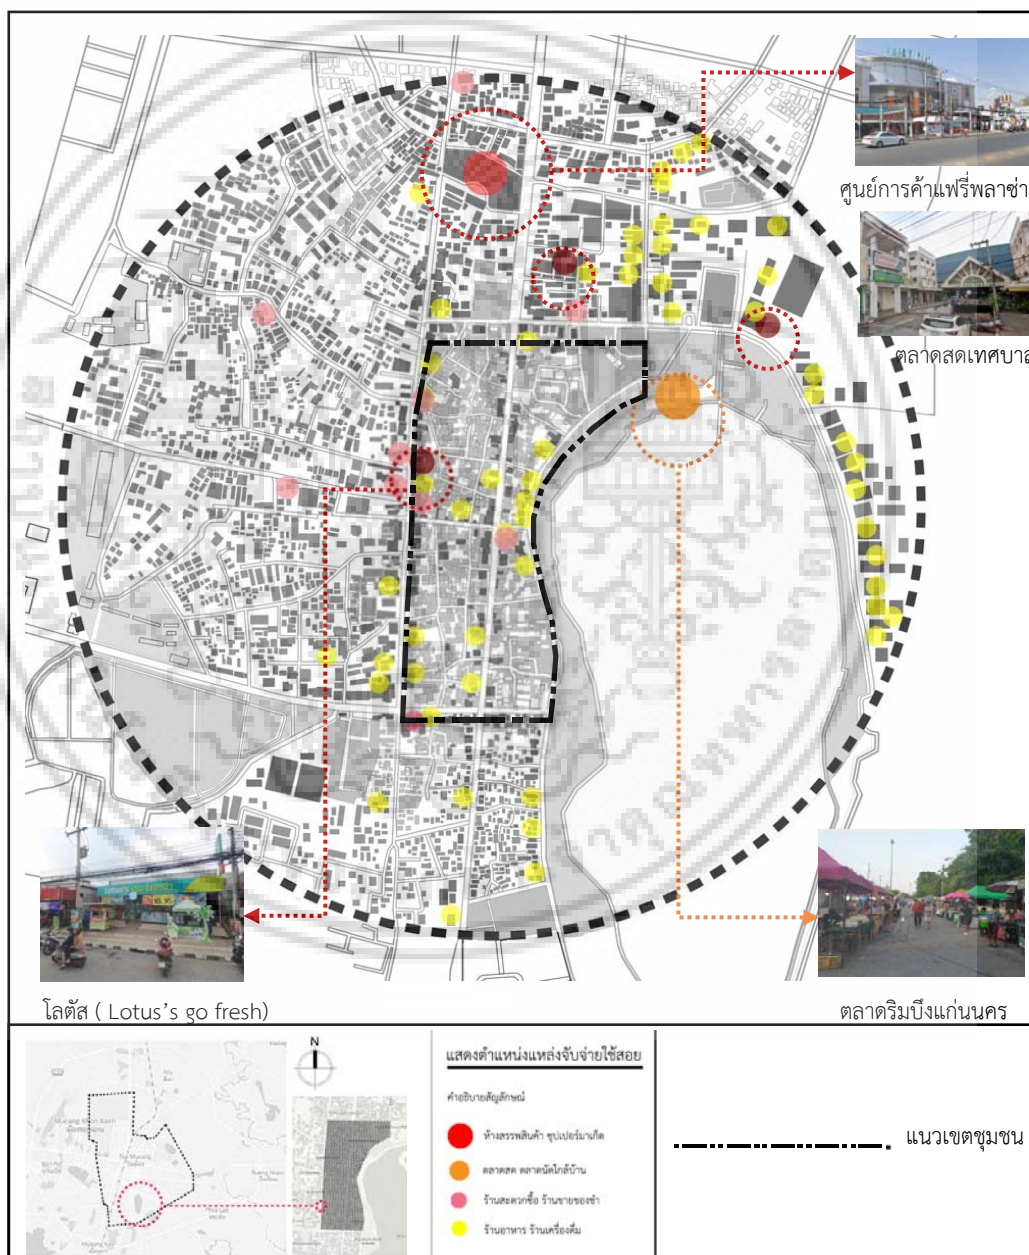 ศูนย์การค้าแฟรี่พลาซ่า
ตลาดสดเทศบาล
โลตัส ( Lotus's go fresh)
ตลาดริมบึงแก่นนคร
N
แสดงตำแหน่งแหล่งจับจ่ายใช้สอย
คำอธิบายสัญลักษณ์
ห้างสรรพสินค้า ซุปเปอร์มาเก็ต
ตลาดสด ตลาดนัดใกล้บ้าน
ร้านสะดวกซื้อ ร้านขายของชำ
ร้านอาหาร ร้านเครื่องดื่ม
แนวเขตชุมชน